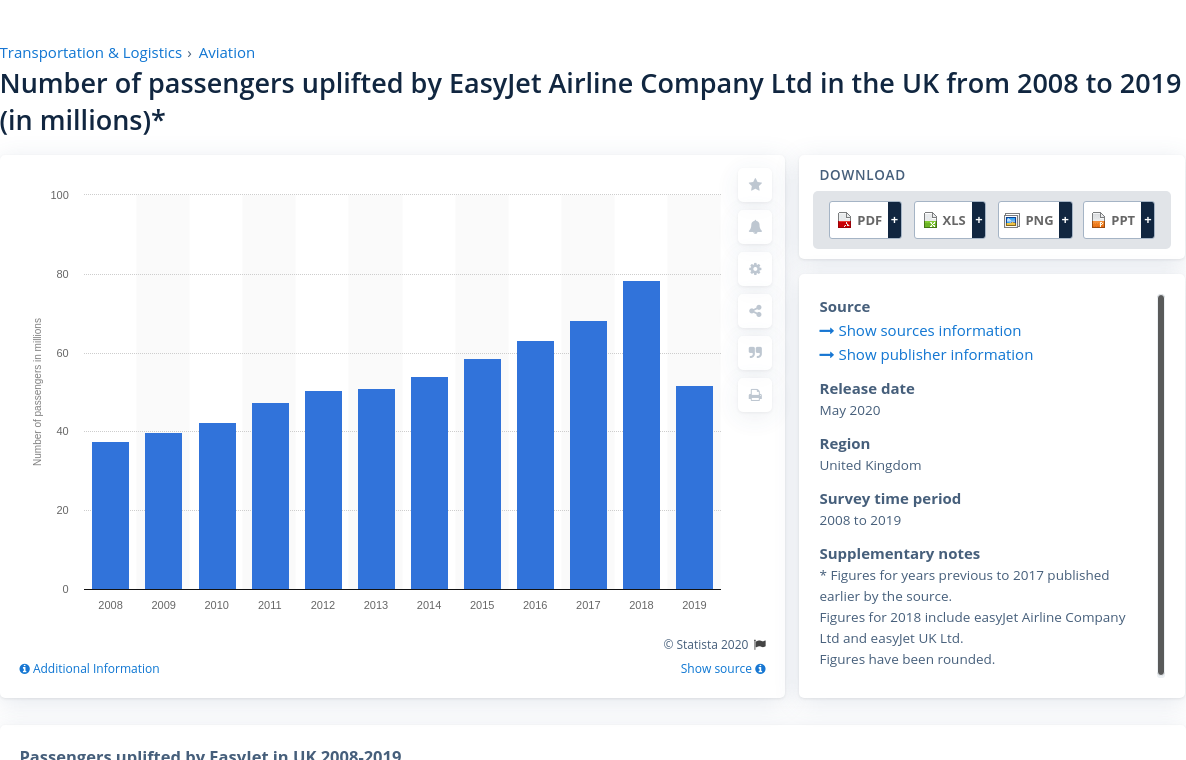 Transportation & Logistics › Aviation
Number of passengers uplifted by EasyJet Airline Company Ltd in the UK from 2008 to 2019
(in millions)*
100
80
60
40
20
0
Number of passengers in millions
2008 2009 2010 2011 2012 2013 2014 2015 2016 2017 2018 2019
© Statista 2020
Additional Information
Show source
DOWNLOAD
PDF + XLS + PNG + PPT +
Source
Show sources information
Show publisher information
Release date
May 2020
Region
United Kingdom
Survey time period
2008 to 2019
Supplementary notes
* Figures for years previous to 2017 published
earlier by the source.
Figures for 2018 include easyJet Airline Company
Ltd and easyJet UK Ltd.
Figures have been rounded.
Passengers uplifted by EasyJet in UK 2008-2019